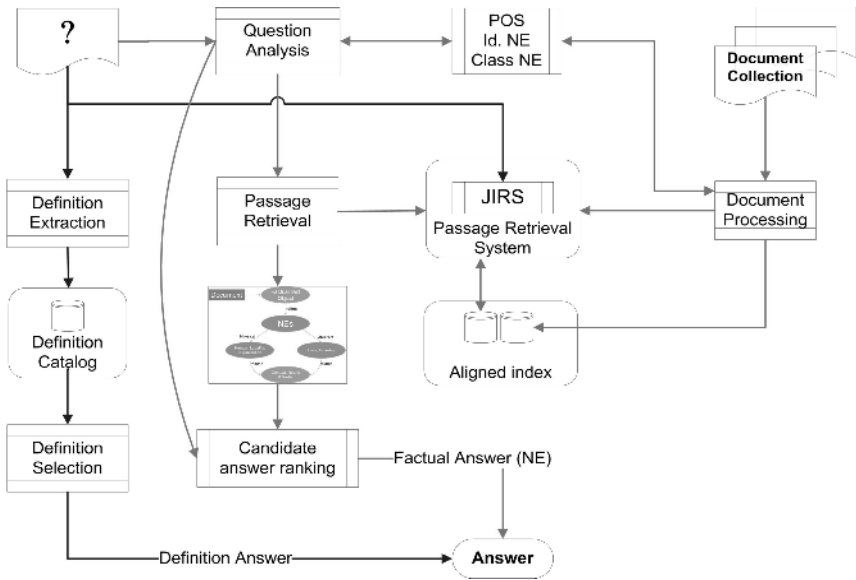 ?
Question
Analysis
POS
Id. NE
Class NE
Document
Collection
Definition
Extraction
Passage
Retrieval
JIRS
Passage Retrieval
System
Document
Processing
Document
NEs
Definition
Catalog
Aligned index
Definition
Selection
Candidate
answer ranking
Factual Answer (NE)
Definition Answer
Answer